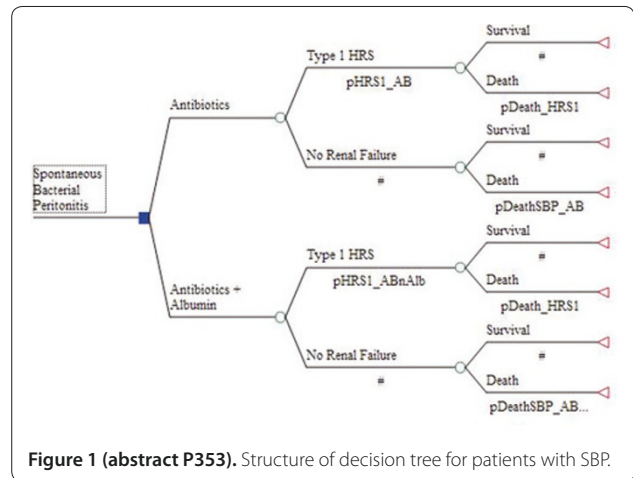 Survival
#
Type 1 HRS
pHRS1_AB
Death
pDeath_HRS1
Antibiotics
Survival
#
No Renal Failure
#
Death
pDeathSBP_AB
Spontaneous
Bacterial
Peritonitis
Survival
#
Type 1 HRS
pHRS1_ABnAlb
Death
pDeath_HRS1
Antibiotics +
Albumin
Survival
#
No Renal Failure
#
Death
pDeathSBP_AB...
Figure 1 (abstract P353). Structure of decision tree for patients with SBP.